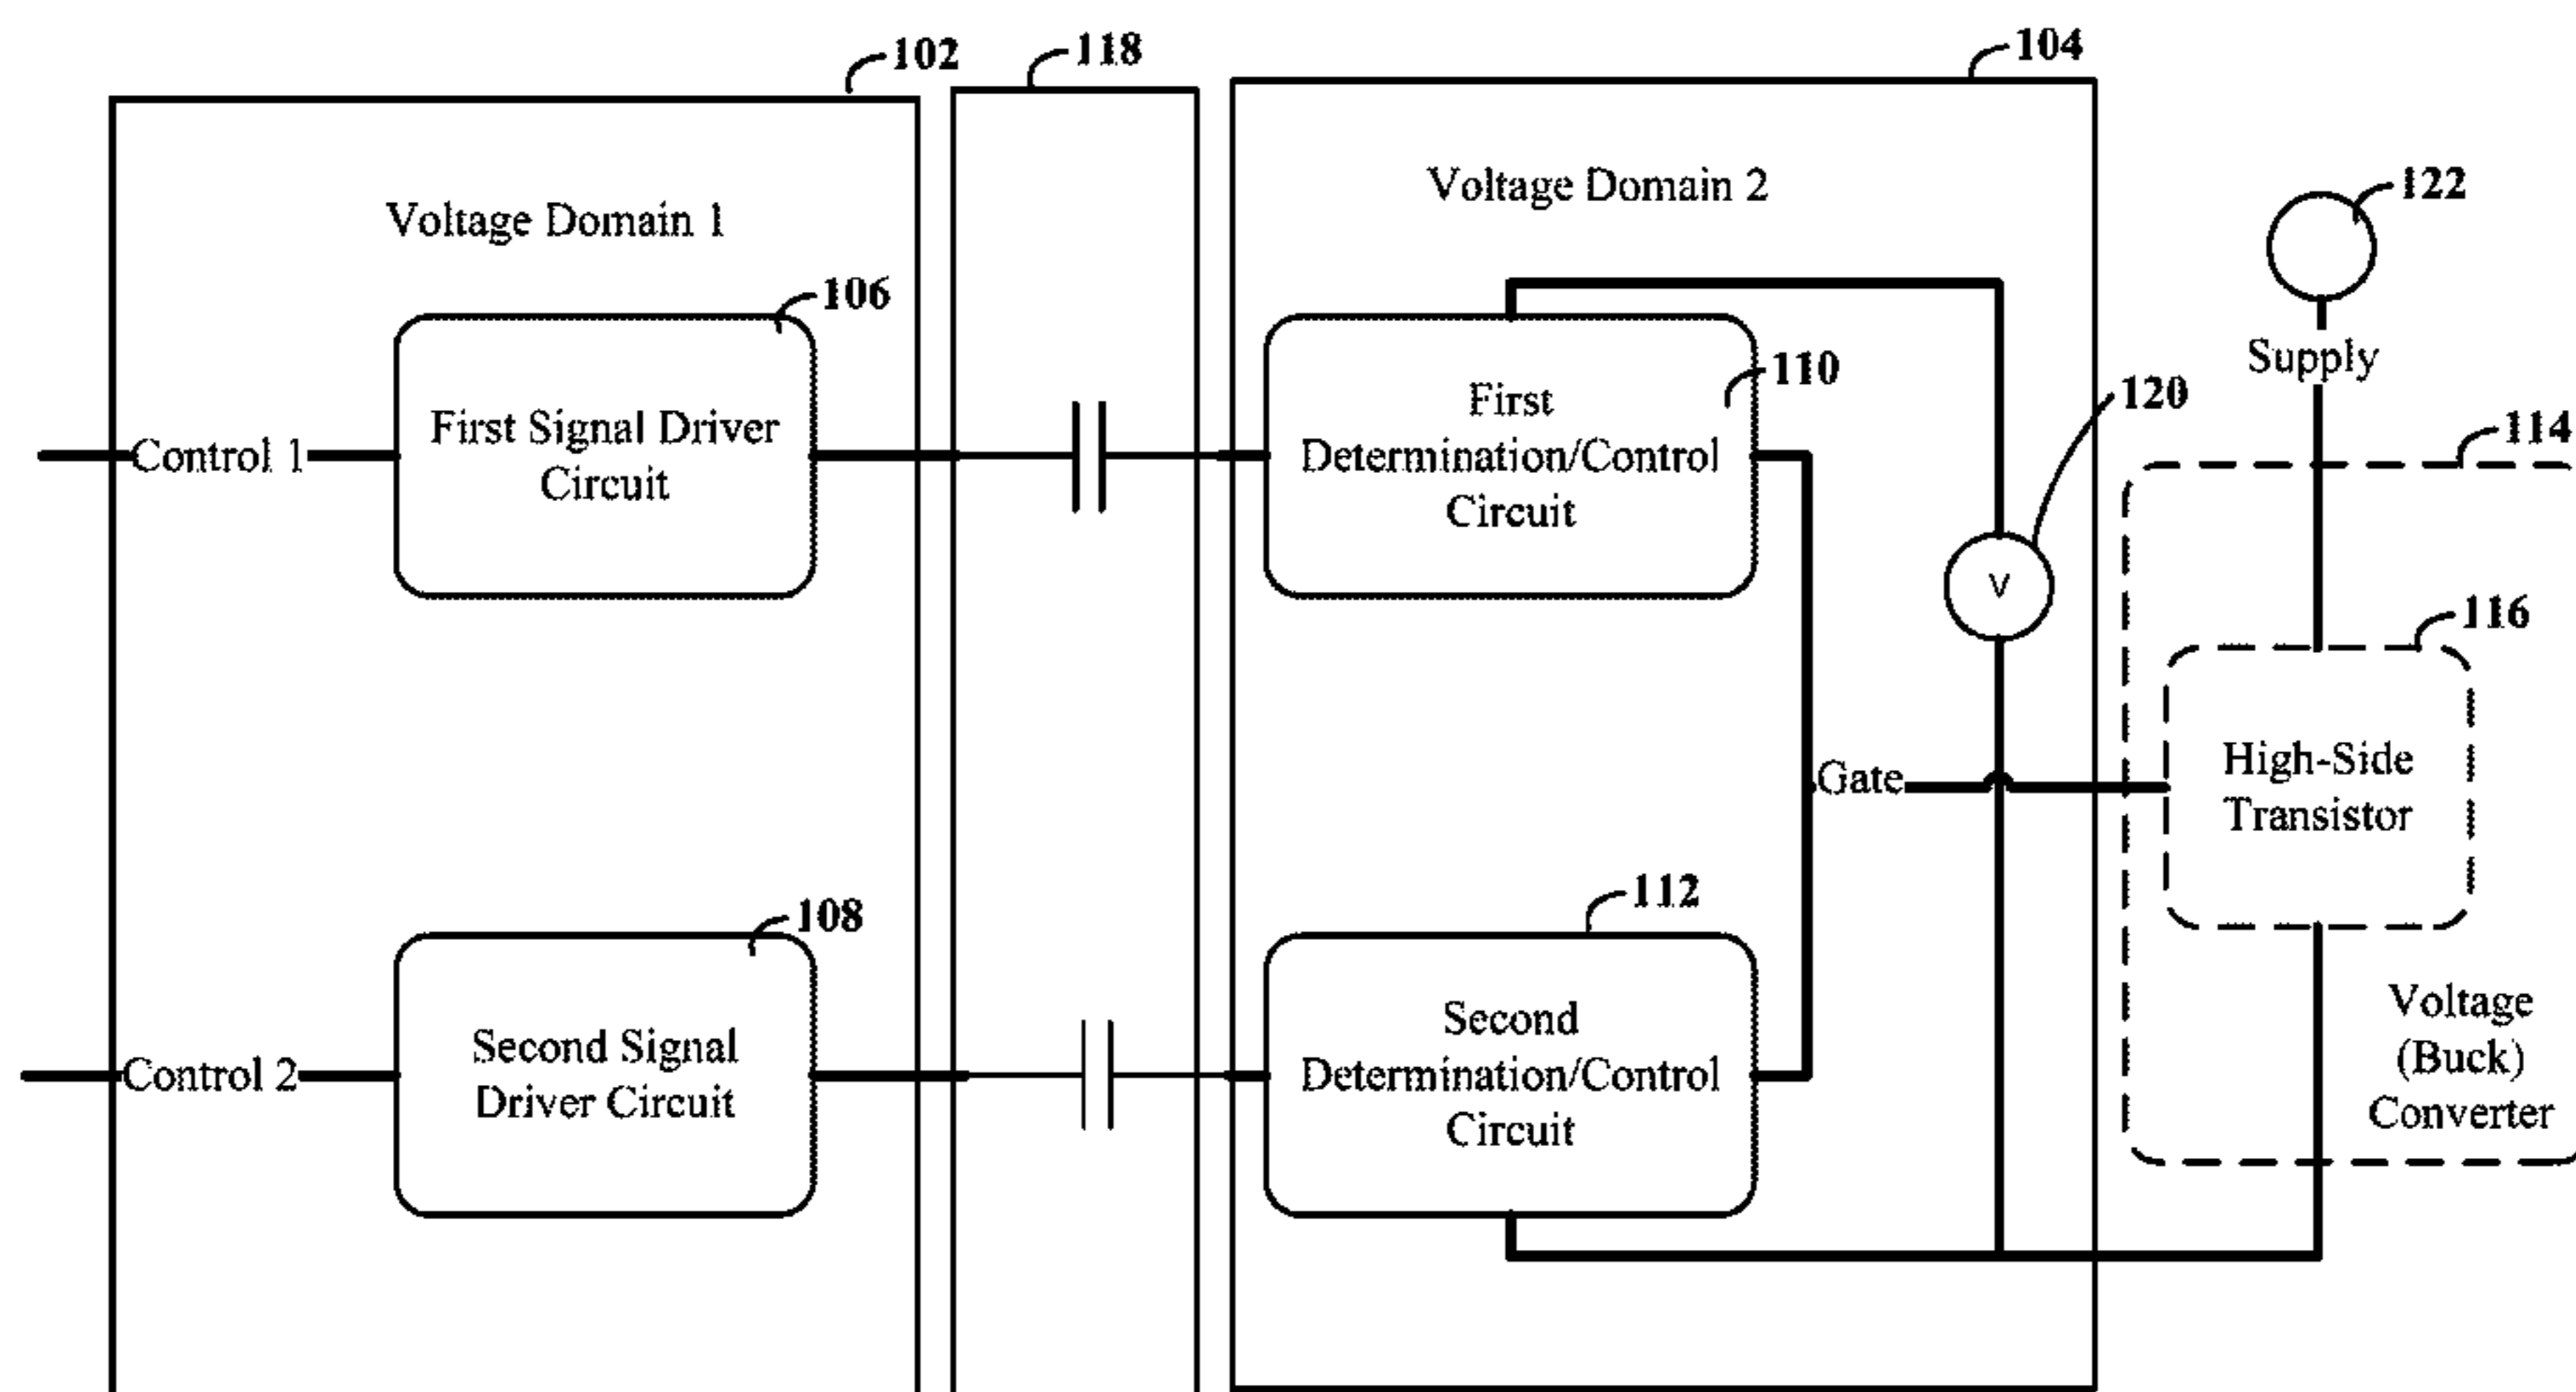 102
118
104
Voltage Domain 1
Voltage Domain 2
122
106
Supply
First Signal Driver
Circuit
110
First
Determination/Control
Circuit
120
114
Control 1
V
116
Gate
High-Side
Transistor
108
112
Second Signal
Driver Circuit
Second
Determination/Control
Circuit
Control 2
Voltage
(Buck)
Converter